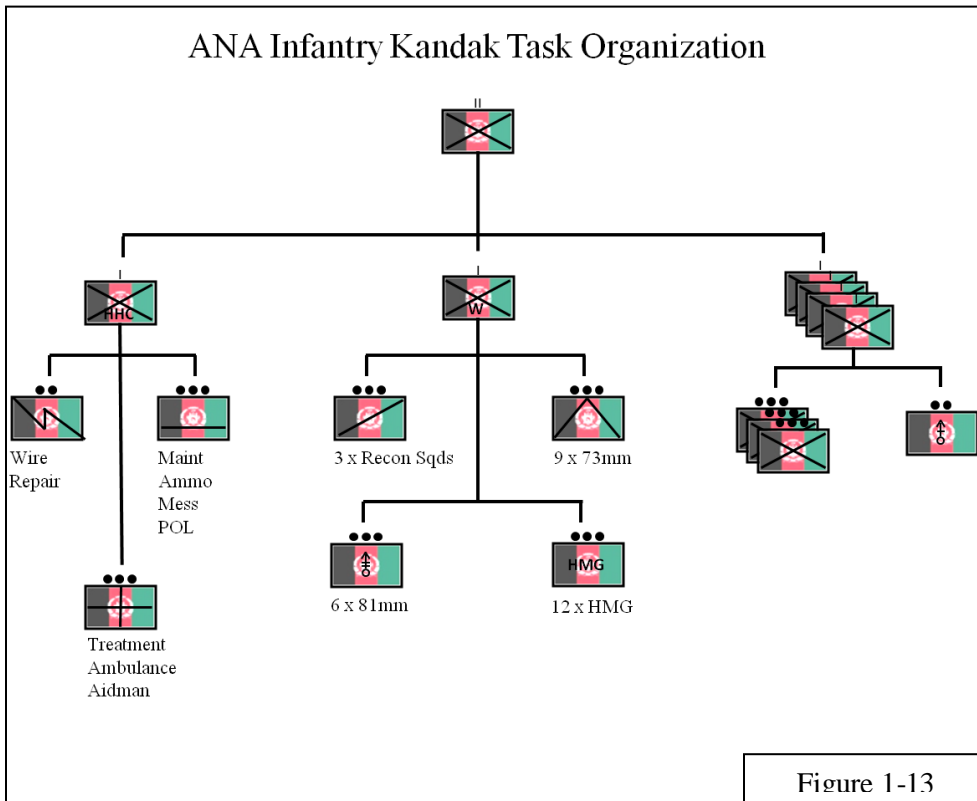 ANA Infantry Kandak Task Organization
II
I
HHC
I
W
I
I
I
Wire
Repair
Maint
Ammo
Mess
POL
3 x Recon Sqds
9 x 73mm
6 x 81mm
HMG
12 x HMG
Treatment
Ambulance
Aidman
Figure 1-13